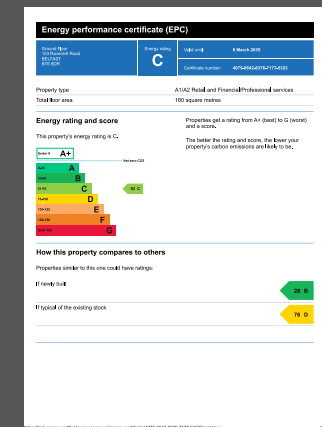 Energy performance certificate (EPC)
Ground Floor
103 Ravenhill Road
BELFAST
BT6 8DR
Energy rating
C
Valid until: 8 March 2033
Certificate number:
Property type A1/A2 Retail and Financial/Professional services
Total floor area 160 square metres
Energy rating and score
This property's energy rating is C.
Properties get a rating from A+ (best) to G (worst)
and a score.
The better the rating and score, the lower your
property's carbon emissions are likely to be.
A+
A
B
C
D
E
F
G
How this property compares to others
Properties similar to this one could have ratings:
If newly built
28 B
If typical of the existing stock
76 D